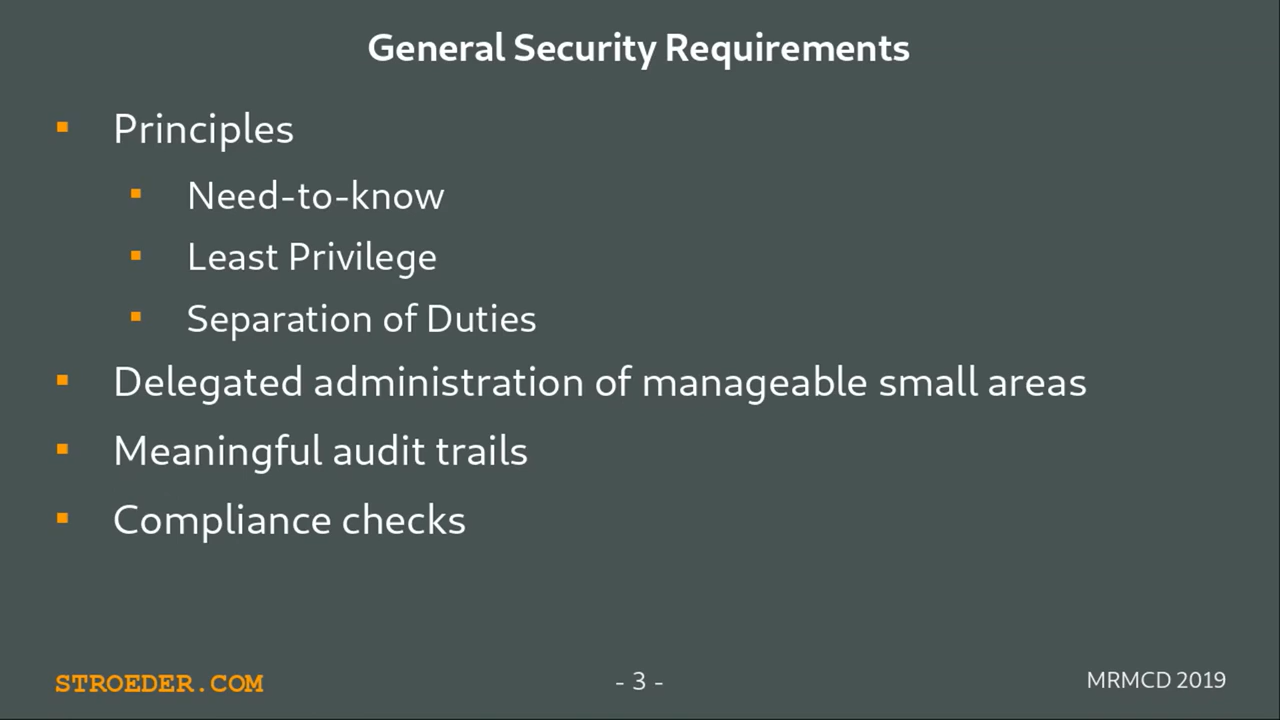 General Security Requirements
Principles
Need-to-know
Least Privilege
Separation of Duties
Delegated administration of manageable small areas
Meaningful audit trails
Compliance checks
STROEDER.COM
- 3 -
MRMCD 2019